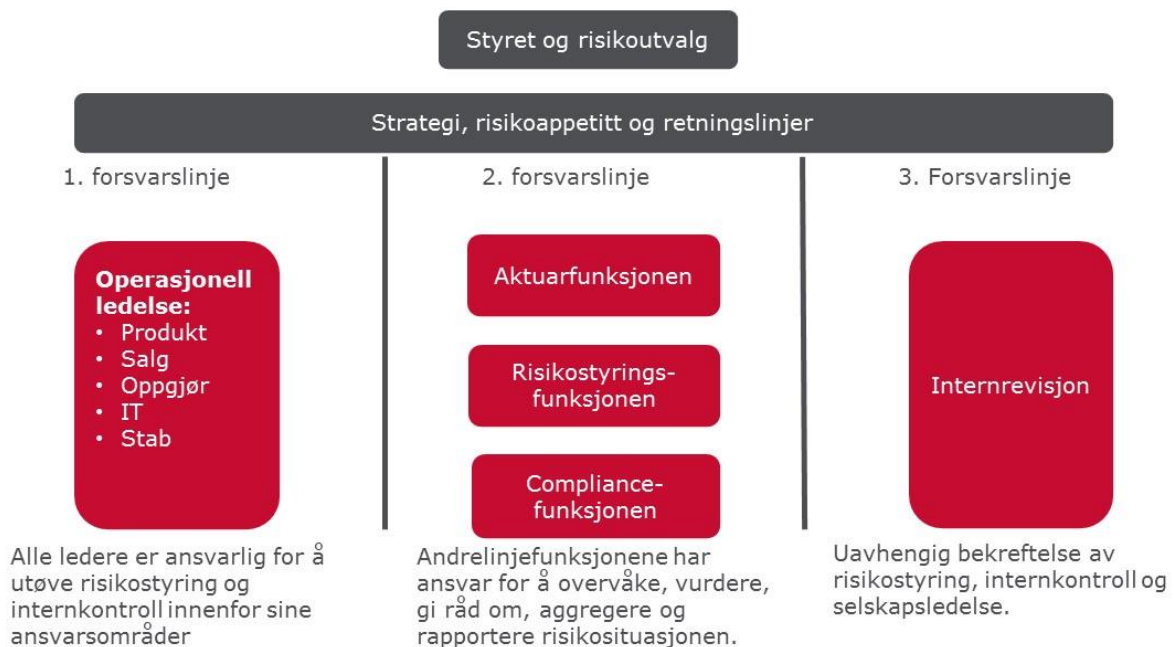 Styret og risikoutvalg
Strategi, risikoappetitt og retningslinjer
1. forsvarslinje
Operasjonell
ledelse:
• Produkt
• Salg
• Oppgjør
• IT
• Stab
Alle ledere er ansvarlig for å
utøve risikostyring og
internkontroll innenfor sine
ansvarsområder
2. forsvarslinje
Aktuarfunksjonen
Risikostyrings-
funksjonen
Compliance-
funksjonen
Andrelinjefunksjonene har
ansvar for å overvåke, vurdere,
gi råd om, aggregere og
rapportere risikosituasjonen.
3. Forsvarslinje
Internrevisjon
Uavhengig bekreftelse av
risikostyring, internkontroll og
selskapsledelse.